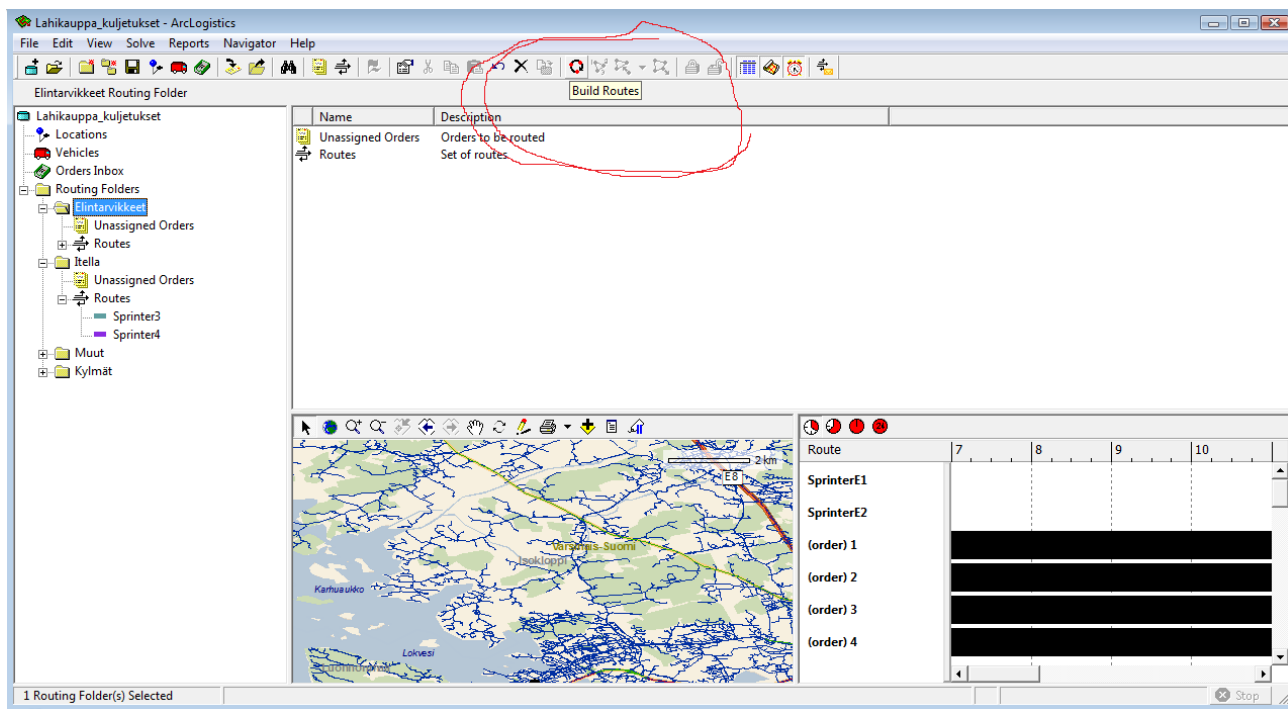 Lahikauppa_kuljetukset - ArcLogistics
File Edit View Solve Reports Navigator Help
Elintarvikkeet Routing Folder
Build Routes
Lahikauppa_kuljetukset
Locations
Vehicles
Orders Inbox
Routing Folders
Elintarvikkeet
Unassigned Orders
Routes
Itella
Unassigned Orders
Routes
Sprinter3
Sprinter4
Muut
Kylmät
Name Description
Unassigned Orders Orders to be routed
Routes Set of routes
2 km
E8
Varsinais-Suomi
Isokloppi
Karhuaukko
Lokvesi
Luonnonmaa
Route 7 8 9 10
SprinterE1
SprinterE2
(order) 1
(order) 2
(order) 3
(order) 4
1 Routing Folder(s) Selected
Stop